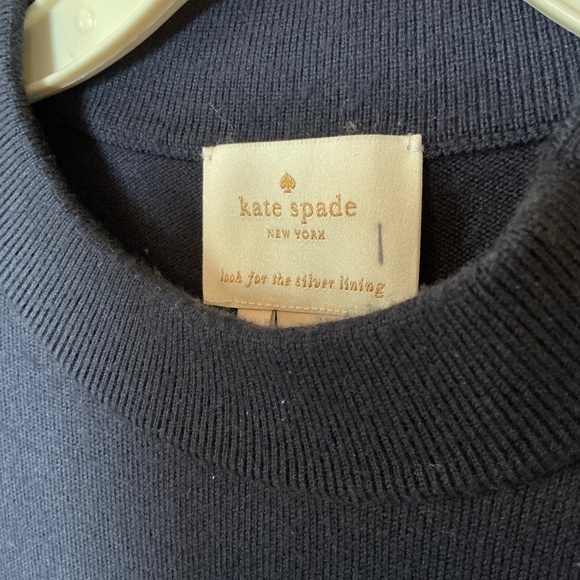 kate spade
NEW YORK
look for the silver lining